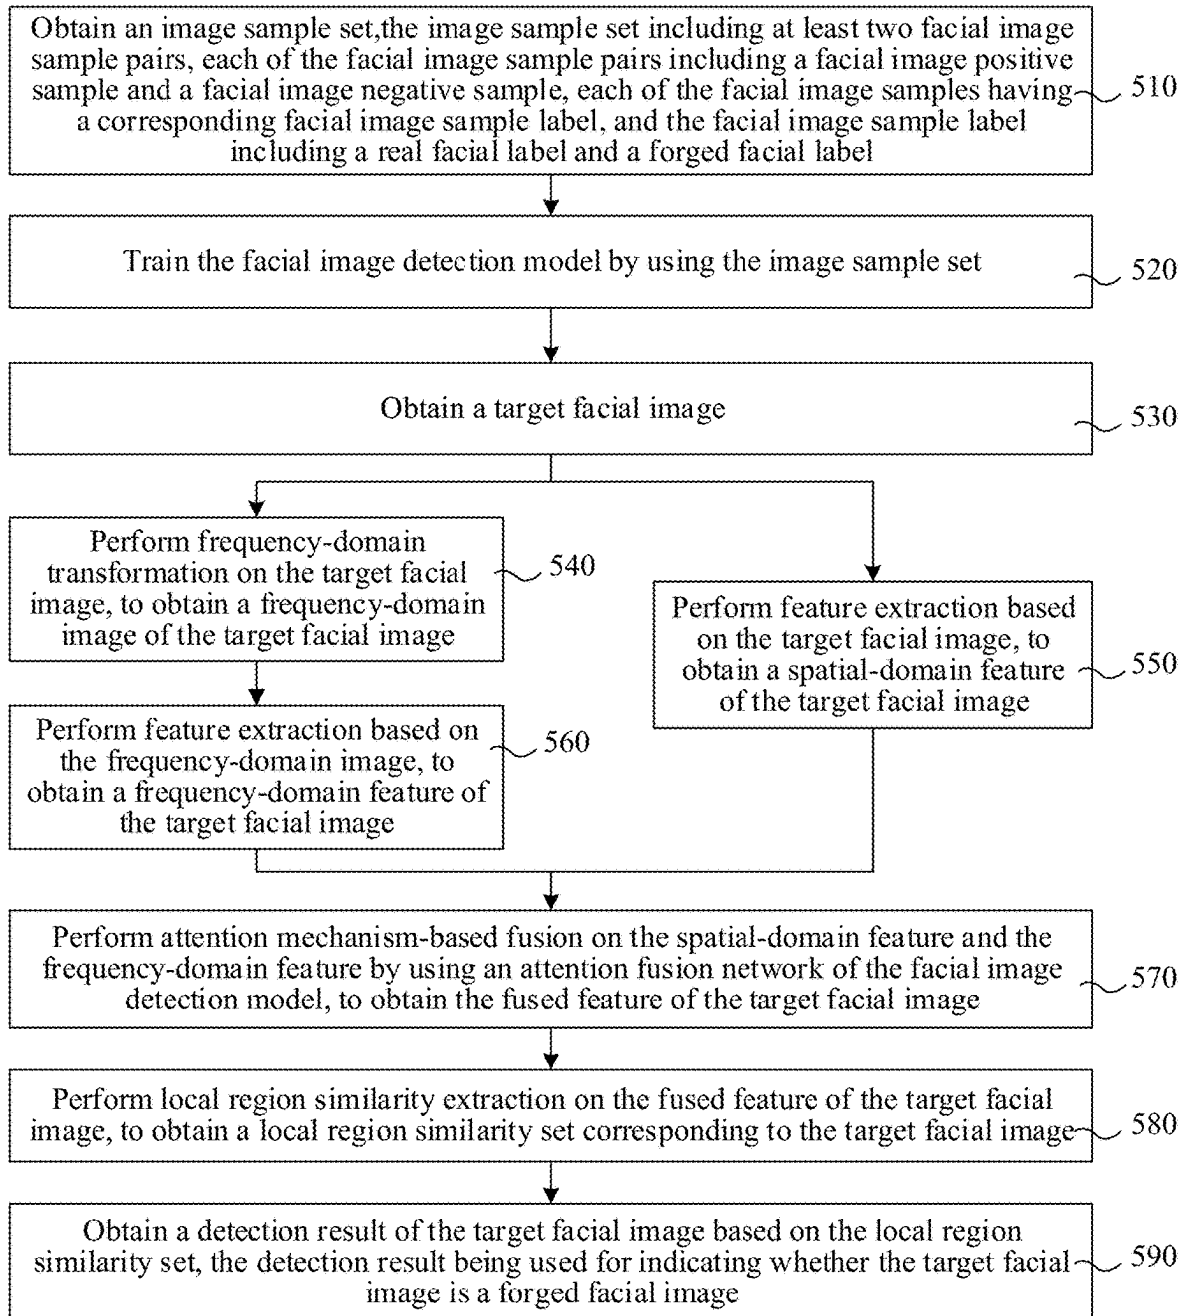 Obtain an image sample set,the image sample set including at least two facial image
sample pairs, each of the facial image sample pairs including a facial image positive
sample and a facial image negative sample, each of the facial image samples having
a corresponding facial image sample label, and the facial image sample label
including a real facial label and a forged facial label
510
Train the facial image detection model by using the image sample set
520
Obtain a target facial image
530
Perform frequency-domain
transformation on the target facial
image, to obtain a frequency-domain
image of the target facial image
540
Perform feature extraction based
on the target facial image, to
obtain a spatial-domain feature
of the target facial image
550
Perform feature extraction based on
the frequency-domain image, to
obtain a frequency-domain feature of
the target facial image
560
Perform attention mechanism-based fusion on the spatial-domain feature and the
frequency-domain feature by using an attention fusion network of the facial image
detection model, to obtain the fused feature of the target facial image
570
Perform local region similarity extraction on the fused feature of the target facial
image, to obtain a local region similarity set corresponding to the target facial image
580
Obtain a detection result of the target facial image based on the local region
similarity set, the detection result being used for indicating whether the target facial
image is a forged facial image
590